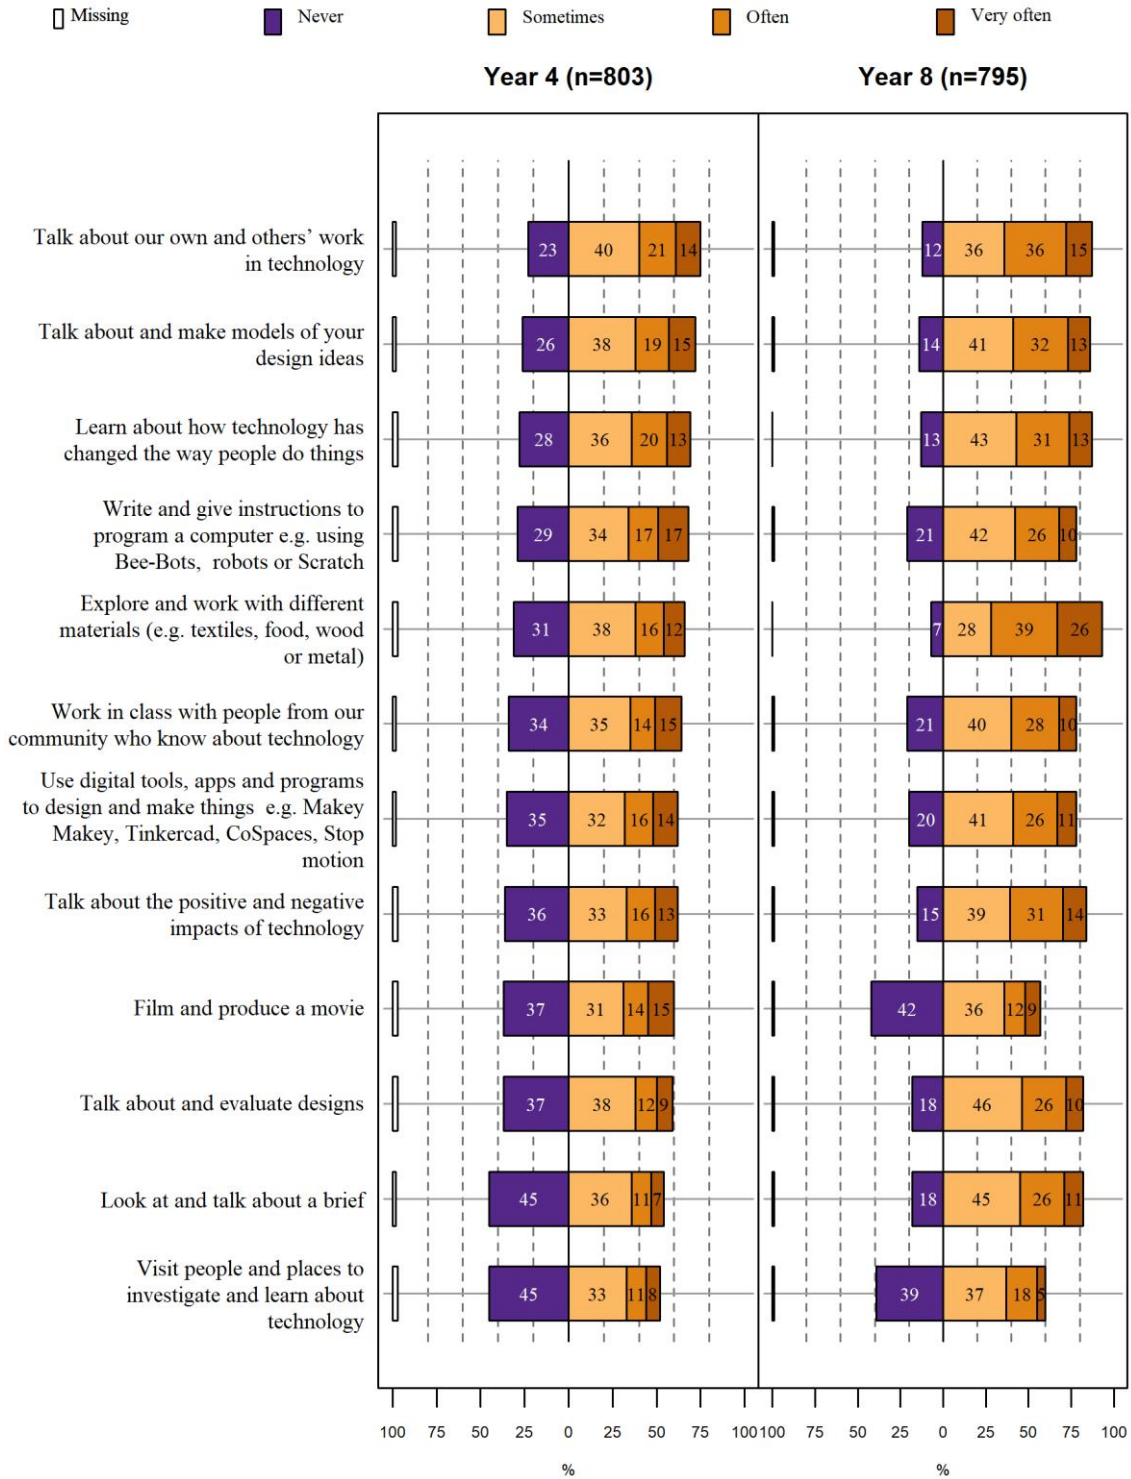 Missing Never Sometimes Often Very often
Year 4 (n=803) Year 8 (n=795)
Talk about our own and others’ work
in technology
23 40 21 14 12 36 36 15
Talk about and make models of your
design ideas
26 38 19 15 14 41 32 13
Learn about how technology has
changed the way people do things
28 36 20 13 13 43 31 13
Write and give instructions to
program a computer e.g. using
Bee-Bots, robots or Scratch
29 34 17 17 21 42 26 10
Explore and work with different
materials (e.g. textiles, food, wood
or metal)
31 38 16 12 7 28 39 26
Work in class with people from our
community who know about technology
34 35 14 15 21 40 28 10
Use digital tools, apps and programs
to design and make things e.g. Makey
Makey, Tinkercad, CoSpaces, Stop
motion
35 32 16 14 20 41 26 11
Talk about the positive and negative
impacts of technology
36 33 16 13 15 39 31 14
Film and produce a movie
37 31 14 15 42 36 12 9
Talk about and evaluate designs
37 38 12 9 18 46 26 10
Look at and talk about a brief
45 36 11 7 18 45 26 11
Visit people and places to
investigate and learn about
technology
45 33 11 8 39 37 18 5
100 75 50 25 0 25 50 75 100 100 75 50 25 0 25 50 75 100
% %